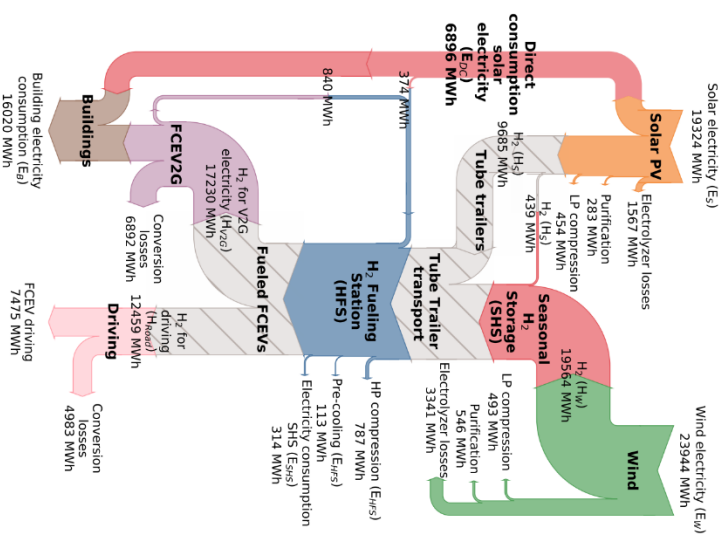 Solar electricity (E_S)
19324 MWh
Solar PV
Electrolyzer losses
1567 MWh
Purification
283 MWh
LP compression
454 MWh
H₂ (H_S)
439 MWh
H₂ (H_S)
9685 MWh
Tube trailers
Direct
consumption
solar
electricity
(E_DC)
6896 MWh
Wind electricity (E_W)
23944 MWh
Wind
H₂ (H_W)
19564 MWh
Seasonal
H₂
Storage
(SHS)
LP compression
493 MWh
Purification
546 MWh
Electrolyzer losses
3341 MWh
Tube Trailer
transport
374 MWh
840 MWh
H₂ Fueling
Station
(HFS)
HP compression (E_HFS)
787 MWh
Pre-cooling (E_HFS)
113 MWh
Electricity consumption
SHS (E_SHS)
314 MWh
Fueled FCEVs
H₂ for V2G
electricity (H_V2G)
17230 MWh
FCEV2G
Conversion
losses
6892 MWh
Buildings
Building electricity
consumption (E_B)
16020 MWh
H₂ for
driving
(H_Road)
12459 MWh
Driving
Conversion
losses
4983 MWh
FCEV driving
7475 MWh